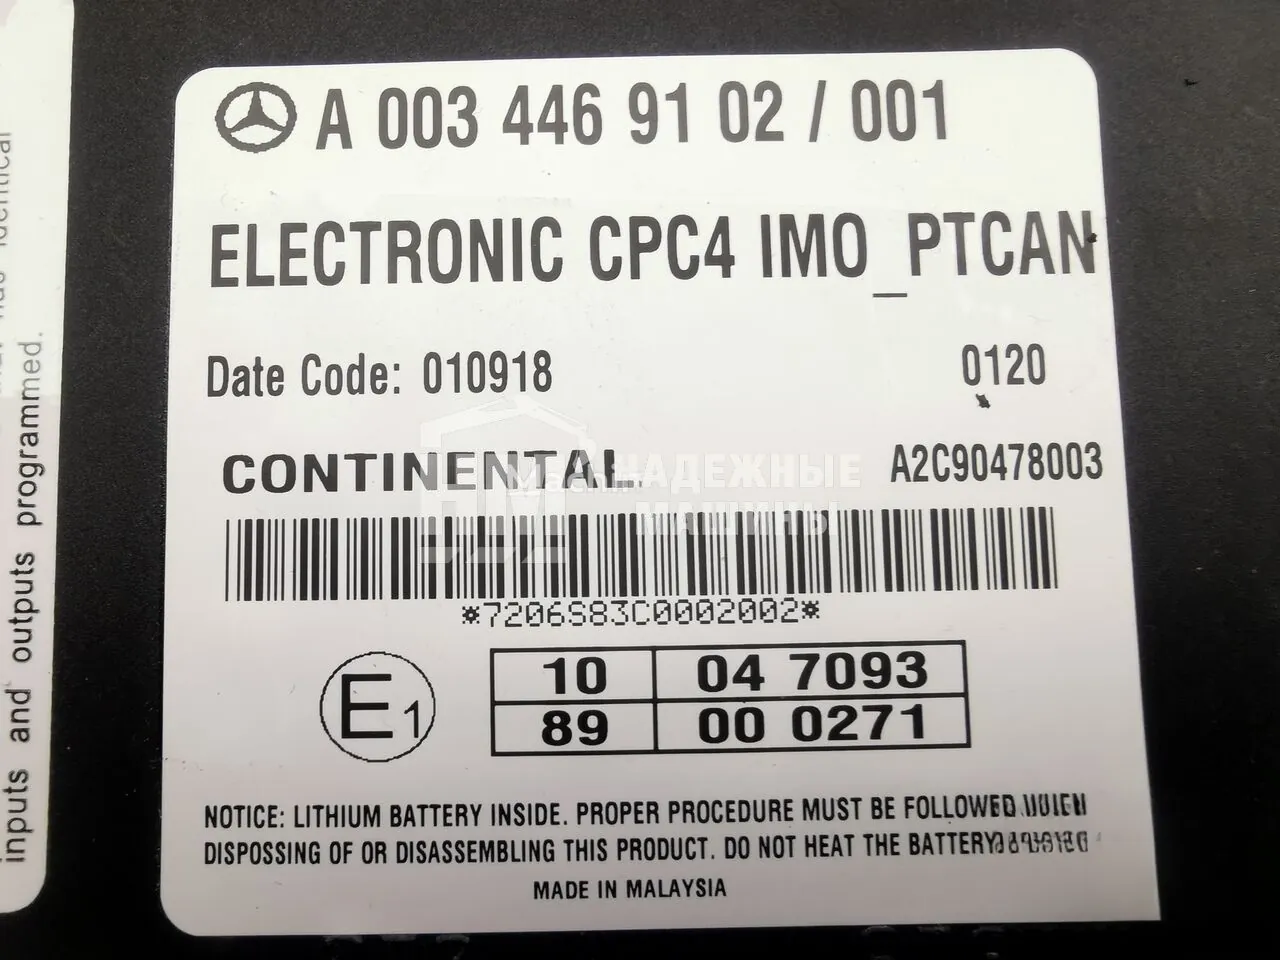 A 003 446 91 02 / 001
ELECTRONIC CPC4 IMO_PTCAN
Date Code: 010918 0120
CONTINENTAL A2C90478003
НАДЕЖНЫЕ
МАШИНЫ
*7206S83C0002002*
E1
10 04 7093
89 00 0271
NOTICE: LITHIUM BATTERY INSIDE. PROPER PROCEDURE MUST BE FOLLOWED
DISPOSSING OF OR DISASSEMBLING THIS PRODUCT. DO NOT HEAT THE BATTERY
MADE IN MALAYSIA
identical
inputs and outputs programmed.